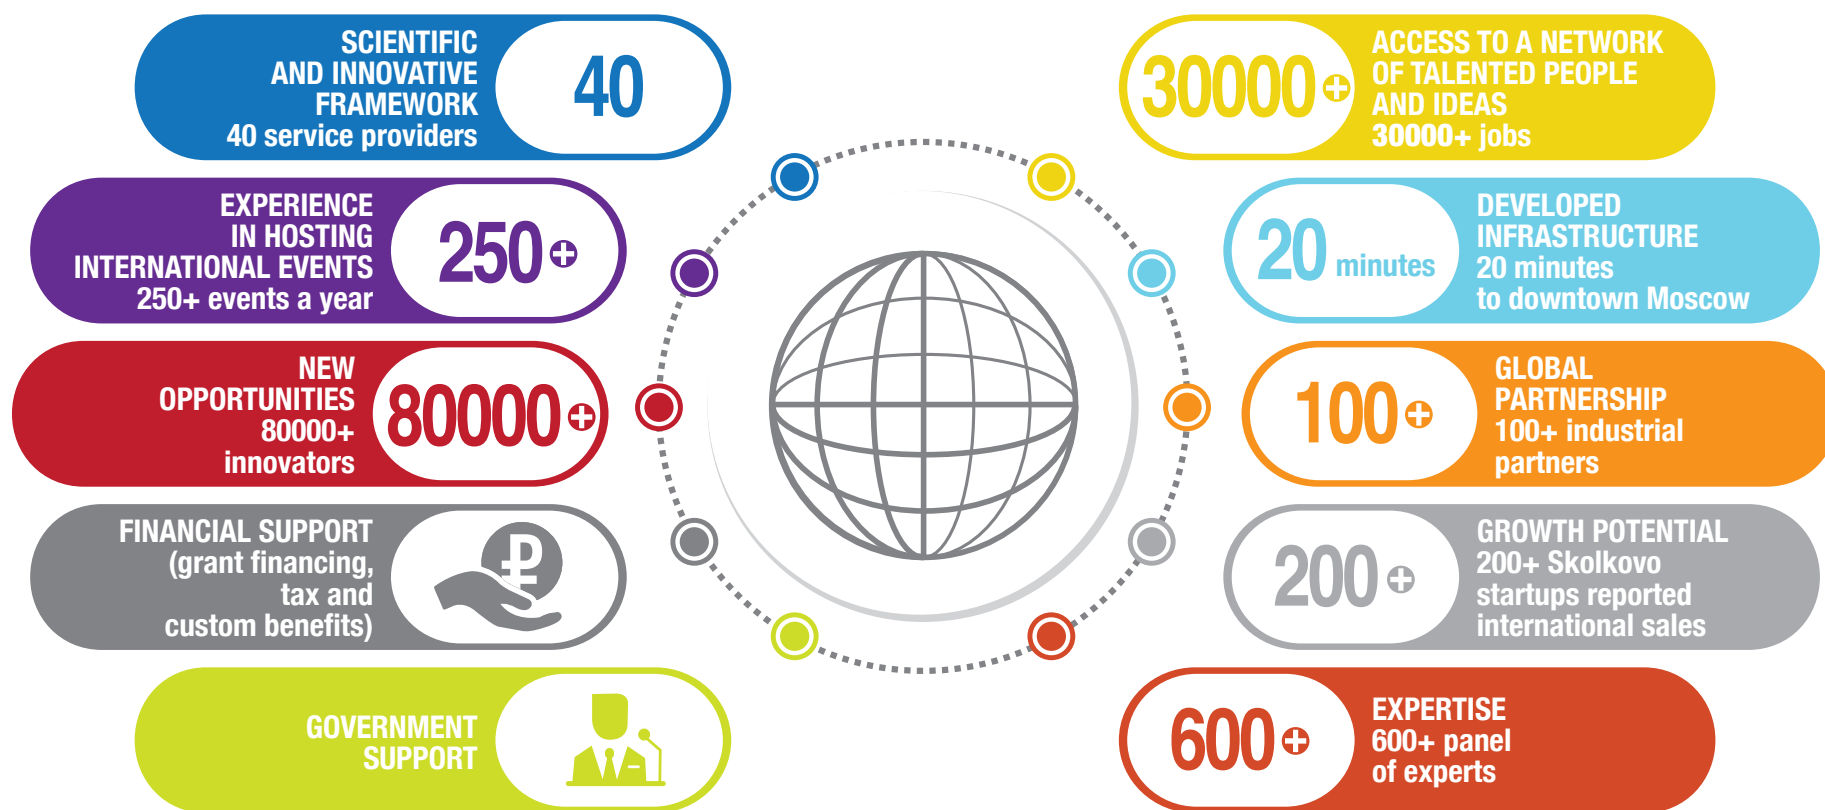 SCIENTIFIC
AND INNOVATIVE
FRAMEWORK
40 service providers
40
EXPERIENCE
IN HOSTING
INTERNATIONAL EVENTS
250+ events a year
250+
NEW
OPPORTUNITIES
80000+
innovators
80000+
FINANCIAL SUPPORT
(grant financing,
tax and
custom benefits)
₽
GOVERNMENT
SUPPORT
30000+
ACCESS TO A NETWORK
OF TALENTED PEOPLE
AND IDEAS
30000+ jobs
20 minutes
DEVELOPED
INFRASTRUCTURE
20 minutes
to downtown Moscow
100+
GLOBAL
PARTNERSHIP
100+ industrial
partners
200+
GROWTH POTENTIAL
200+ Skolkovo
startups reported
international sales
600+
EXPERTISE
600+ panel
of experts